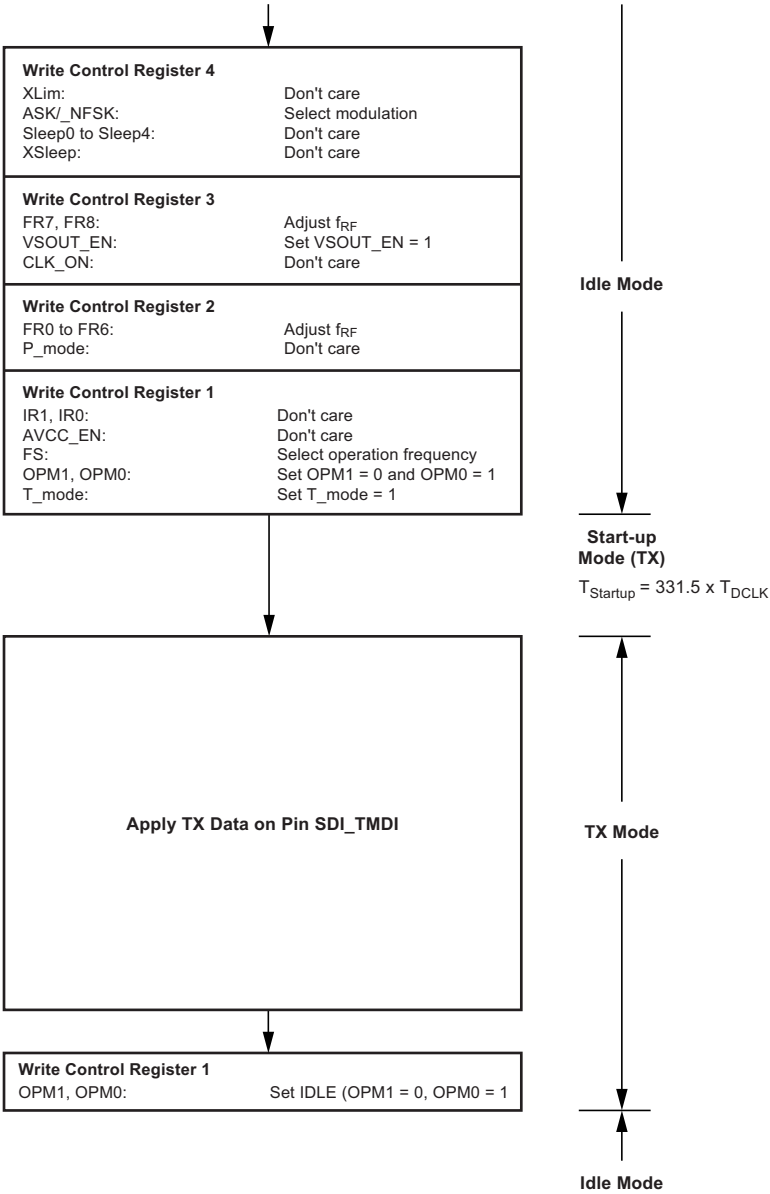 Write Control Register 4
XLim: Don't care
ASK/_NFSK: Select modulation
Sleep0 to Sleep4: Don't care
XSleep: Don't care
Write Control Register 3
FR7, FR8: Adjust fRF
VSOUT_EN: Set VSOUT_EN = 1
CLK_ON: Don't care
Idle Mode
Write Control Register 2
FR0 to FR6: Adjust fRF
P_mode: Don't care
Write Control Register 1
IR1, IR0: Don't care
AVCC_EN: Don't care
FS: Select operation frequency
OPM1, OPM0: Set OPM1 = 0 and OPM0 = 1
T_mode: Set T_mode = 1
Start-up
Mode (TX)
TStartup = 331.5 x TDCLK
Apply TX Data on Pin SDI_TMDI
TX Mode
Write Control Register 1
OPM1, OPM0: Set IDLE (OPM1 = 0, OPM0 = 1
Idle Mode